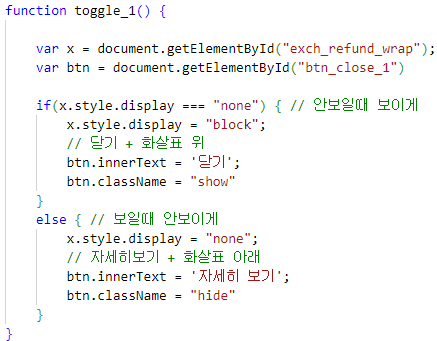 function toggle_1() {
var x = document.getElementById("exch_refund_wrap");
var btn = document.getElementById("btn_close_1")
if(x.style.display === "none") { // 안보일때 보이게
x.style.display = "block";
// 닫기 + 화살표 위
btn.innerText = '닫기';
btn.className = "show"
}
else { // 보일때 안보이게
x.style.display = "none";
// 자세히보기 + 화살표 아래
btn.innerText = '자세히 보기';
btn.className = "hide"
}
}